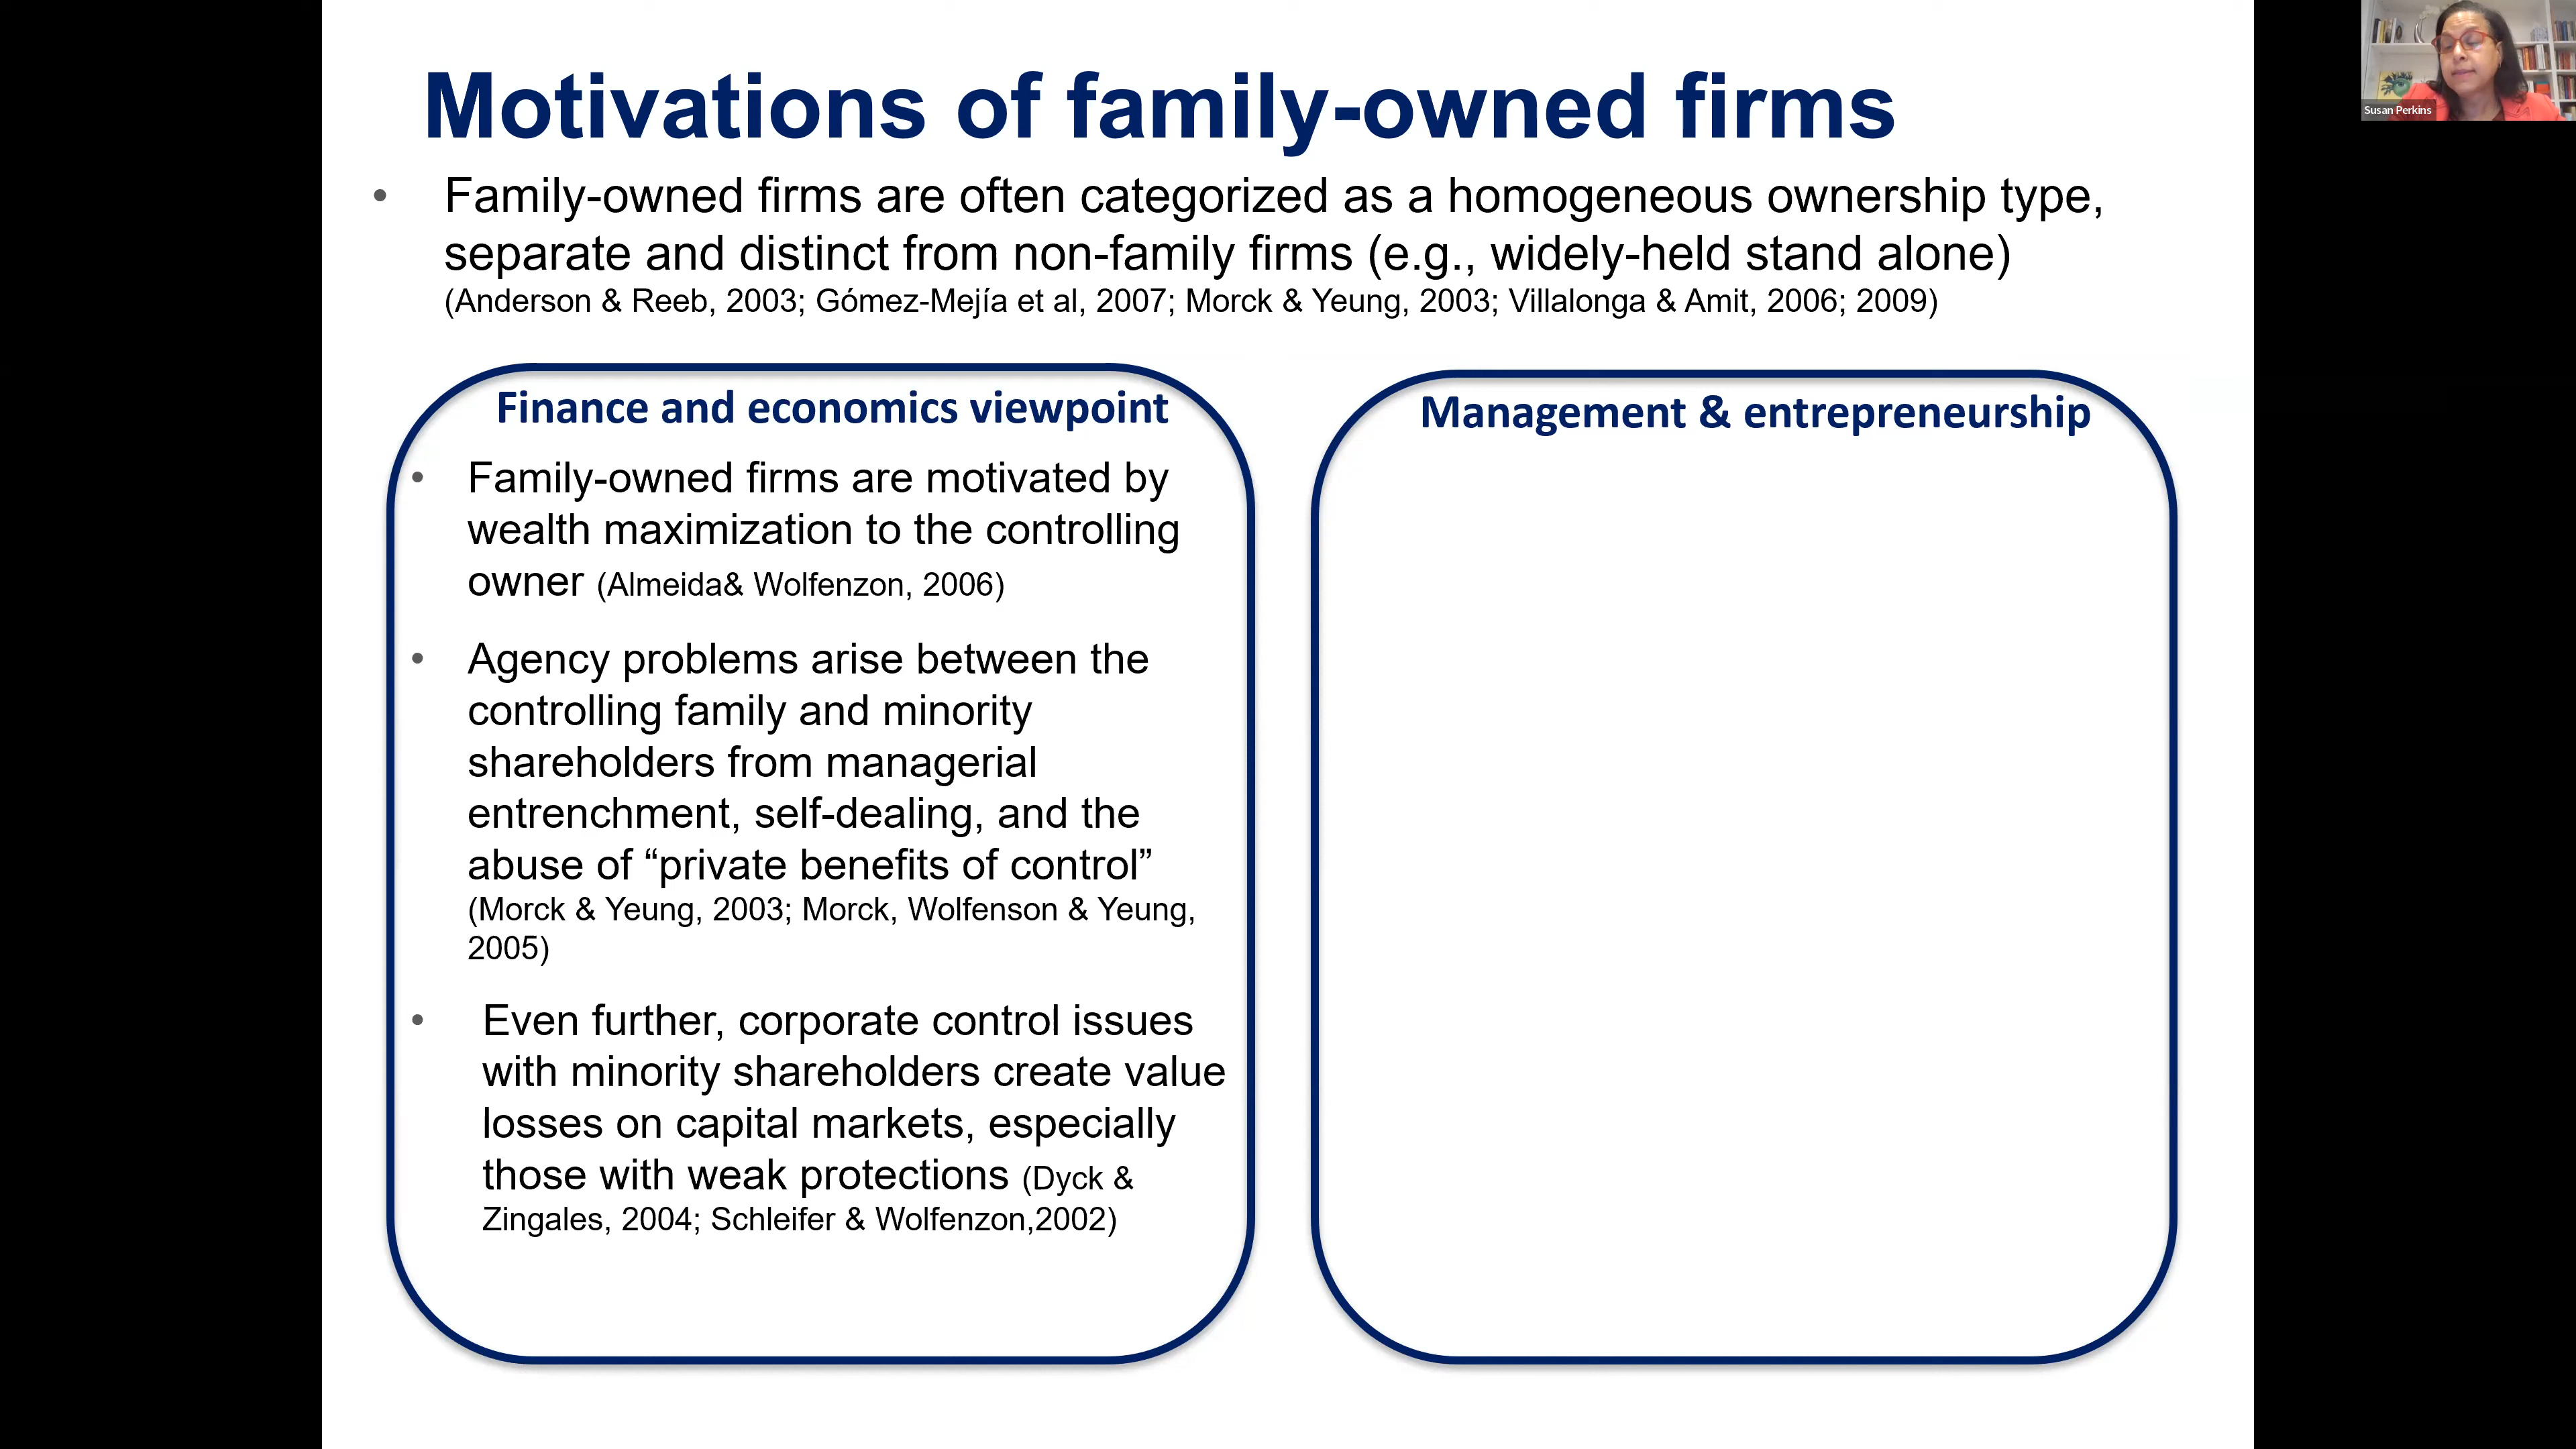 Motivations of family-owned firms
• Family-owned firms are often categorized as a homogeneous ownership type,
separate and distinct from non-family firms (e.g., widely-held stand alone)
(Anderson & Reeb, 2003; Gómez-Mejía et al, 2007; Morck & Yeung, 2003; Villalonga & Amit, 2006; 2009)
Finance and economics viewpoint
• Family-owned firms are motivated by
wealth maximization to the controlling
owner (Almeida& Wolfenzon, 2006)
• Agency problems arise between the
controlling family and minority
shareholders from managerial
entrenchment, self-dealing, and the
abuse of “private benefits of control”
(Morck & Yeung, 2003; Morck, Wolfenson & Yeung,
2005)
• Even further, corporate control issues
with minority shareholders create value
losses on capital markets, especially
those with weak protections (Dyck &
Zingales, 2004; Schleifer & Wolfenzon,2002)
Management & entrepreneurship
Susan Perkins